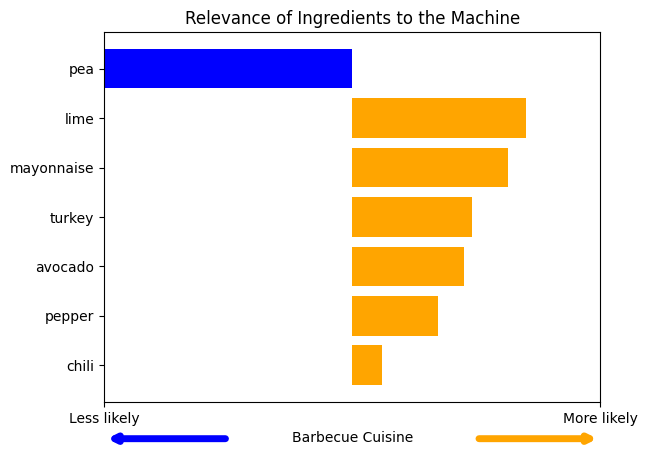 Relevance of Ingredients to the Machine
pea
lime
mayonnaise
turkey
avocado
pepper
chili
Less likely
More likely
Barbecue Cuisine